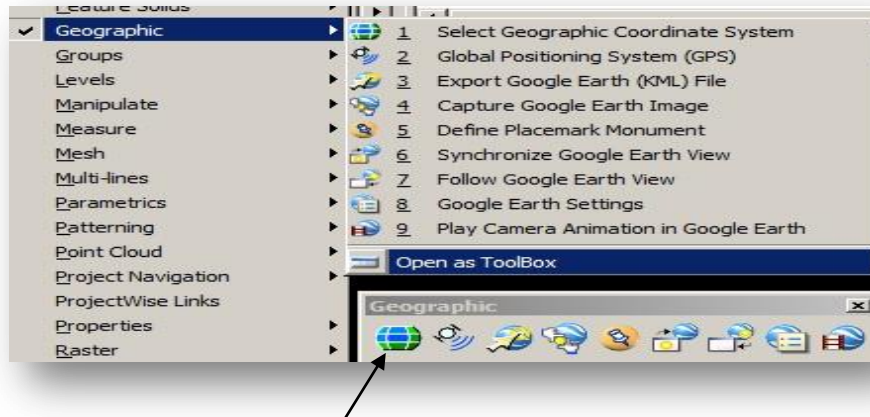 Feature Solids
Geographic
Groups
Levels
Manipulate
Measure
Mesh
Multi-lines
Parametrics
Patterning
Point Cloud
Project Navigation
ProjectWise Links
Properties
Raster
1 Select Geographic Coordinate System
2 Global Positioning System (GPS)
3 Export Google Earth (KML) File
4 Capture Google Earth Image
5 Define Placemark Monument
6 Synchronize Google Earth View
7 Follow Google Earth View
8 Google Earth Settings
9 Play Camera Animation in Google Earth
Open as ToolBox
Geographic